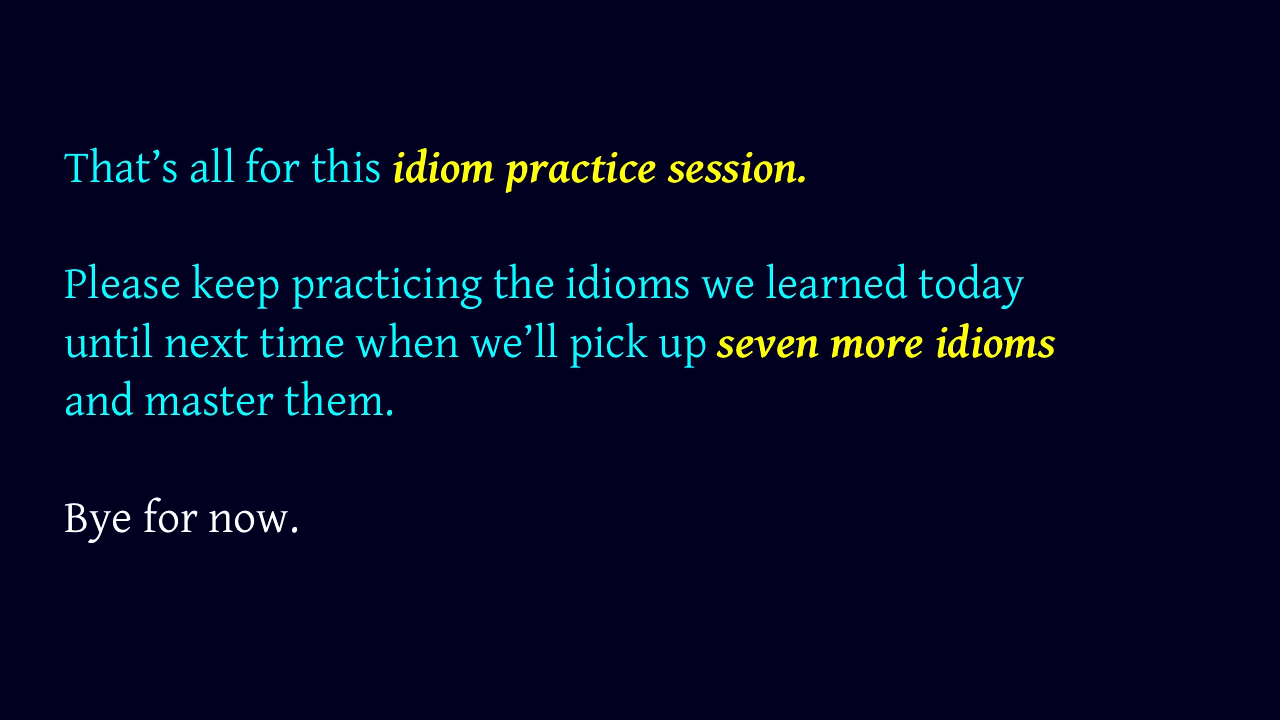 That’s all for this idiom practice session.
Please keep practicing the idioms we learned today
until next time when we’ll pick up seven more idioms
and master them.
Bye for now.